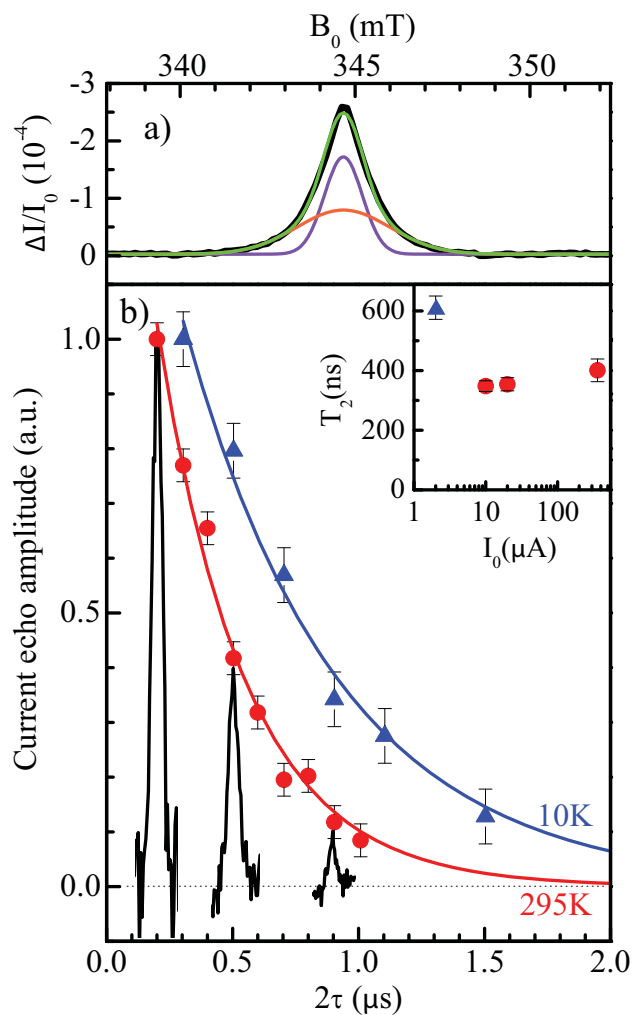 B₀ (mT)
340 345 350
-3
-2
-1
0
ΔI/I₀ (10⁻⁴)
a)
b)
1.0
0.5
0.0
Current echo amplitude (a.u.)
600
400
200
0
T₂(ns)
1 10 100
I₀(μA)
10K
295K
0.0 0.5 1.0 1.5 2.0
2τ (μs)